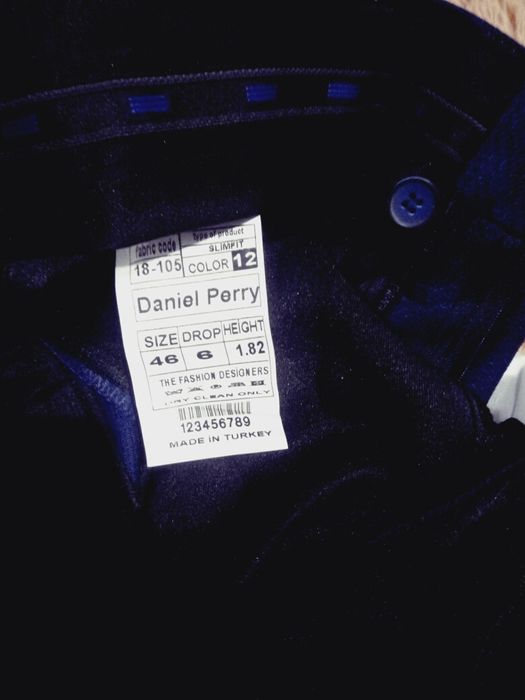 fabric code Type of product
SLIMFIT
18-105 COLOR 12
Daniel Perry
SIZE DROP HEIGHT
46 6 1.82
THE FASHION DESIGNERS
DRY CLEAN ONLY
123456789
MADE IN TURKEY